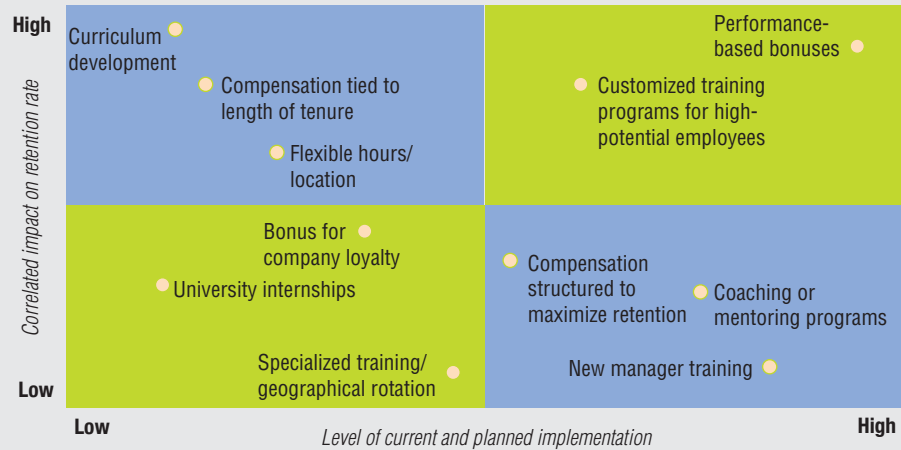 High
Correlated impact on retention rate
Low
Curriculum
development
Compensation tied to
length of tenure
Flexible hours/
location
Performance-
based bonuses
Customized training
programs for high-
potential employees
Bonus for
company loyalty
University internships
Specialized training/
geographical rotation
Compensation
structured to
maximize retention
Coaching or
mentoring programs
New manager training
Low
Level of current and planned implementation
High